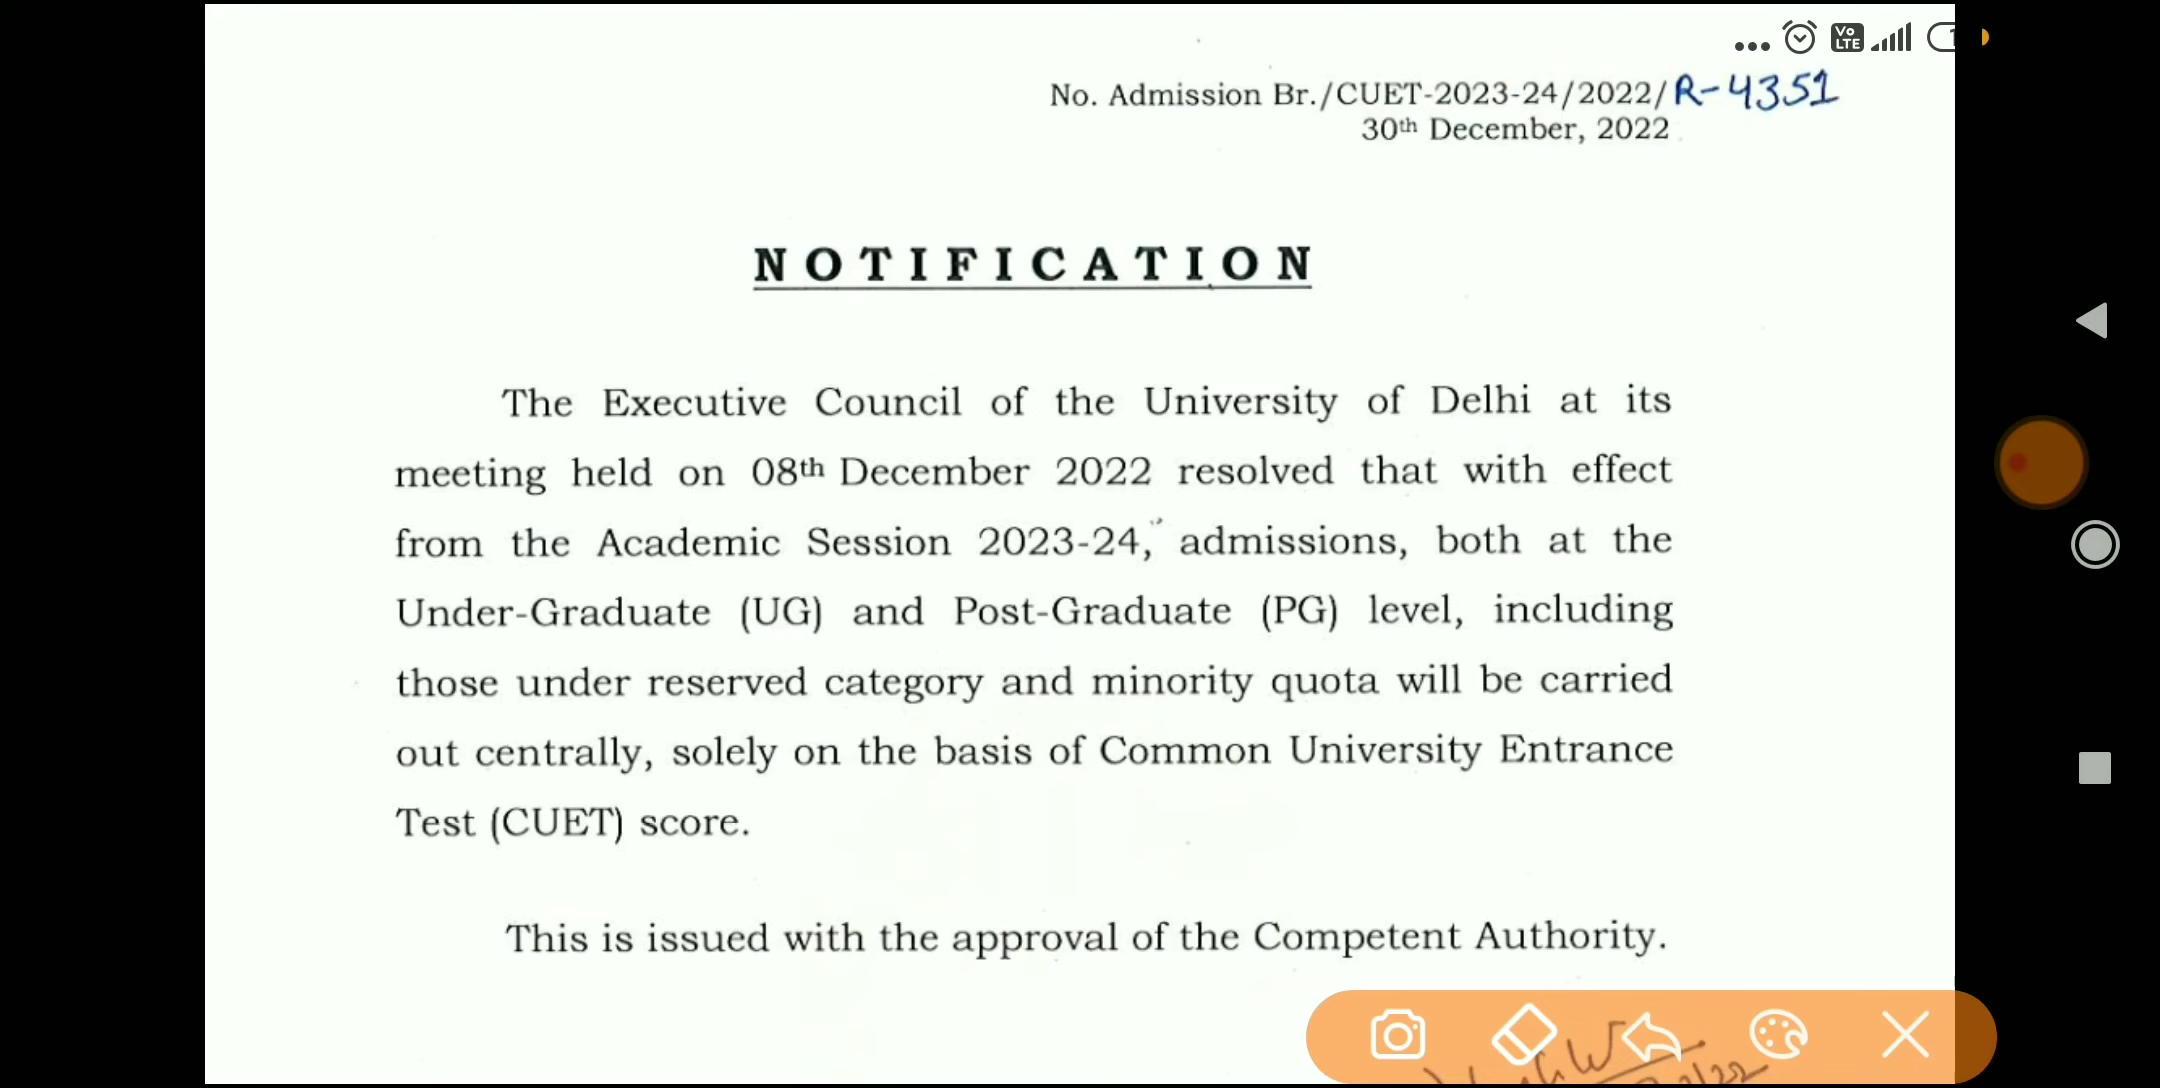 No. Admission Br./CUET-2023-24/2022/R-4351
30th December, 2022
NOTIFICATION
The Executive Council of the University of Delhi at its
meeting held on 08th December 2022 resolved that with effect
from the Academic Session 2023-24, admissions, both at the
Under-Graduate (UG) and Post-Graduate (PG) level, including
those under reserved category and minority quota will be carried
out centrally, solely on the basis of Common University Entrance
Test (CUET) score.
This is issued with the approval of the Competent Authority.